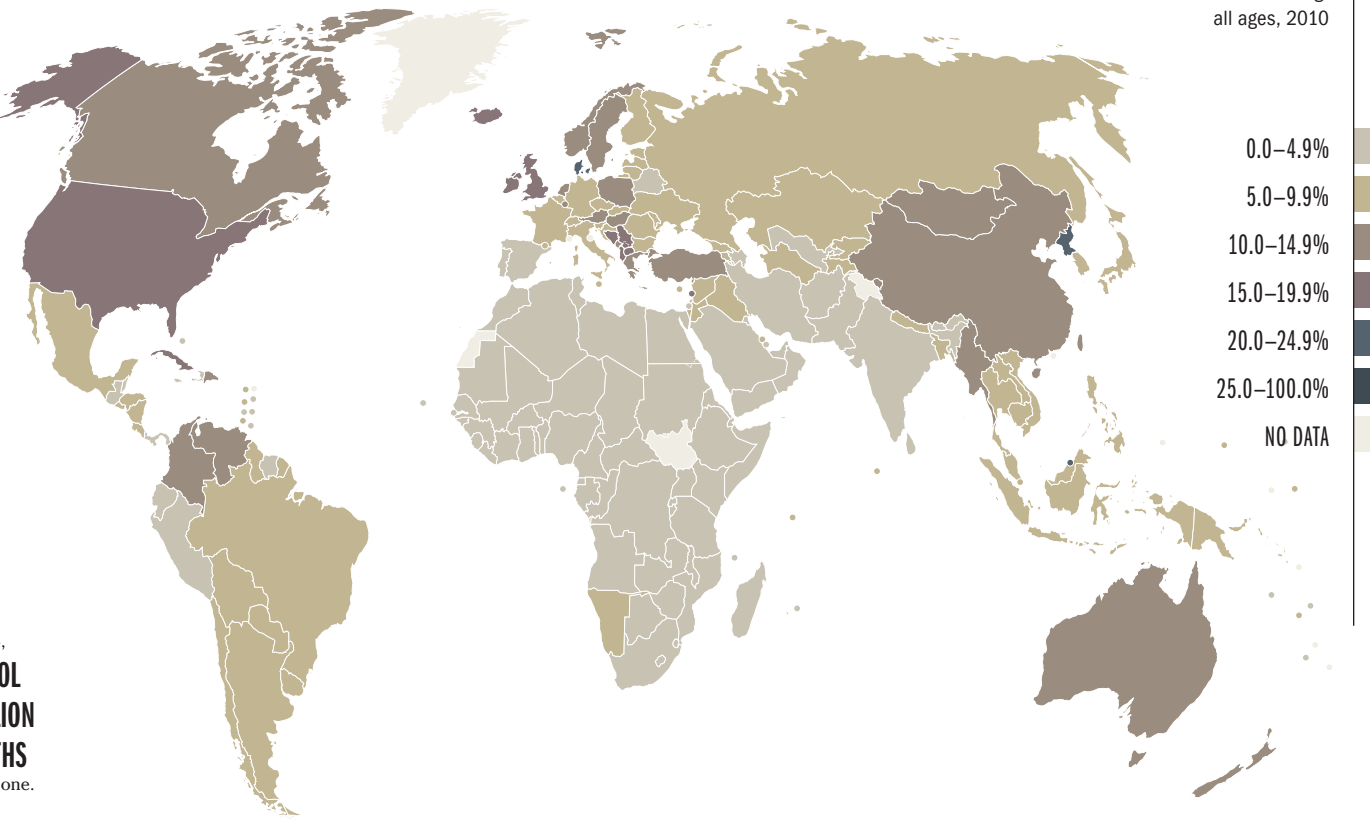 all ages, 2010
0.0–4.9%
5.0–9.9%
10.0–14.9%
15.0–19.9%
20.0–24.9%
25.0–100.0%
NO DATA
,
OL
ION
THS
one.